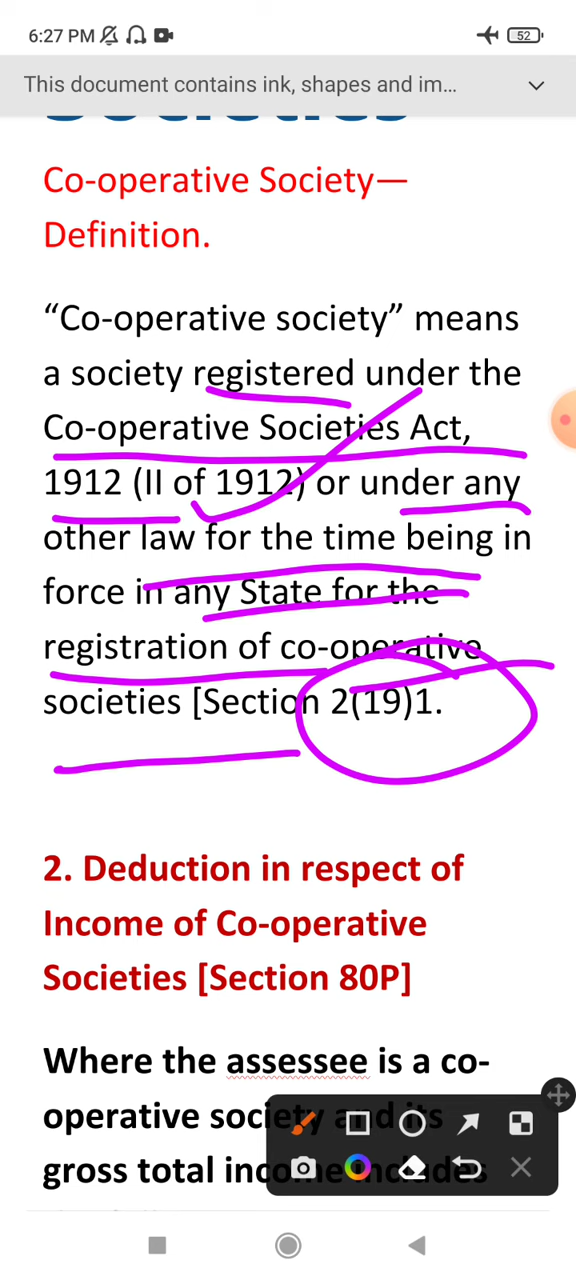 6:27 PM
52
This document contains ink, shapes and im...
Co-operative Society—
Definition.
“Co-operative society” means
a society registered under the
Co-operative Societies Act,
1912 (II of 1912) or under any
other law for the time being in
force in any State for the
registration of co-operative
societies [Section 2(19)1.
2. Deduction in respect of
Income of Co-operative
Societies [Section 80P]
Where the assessee is a co-
operative society and its
gross total income includes